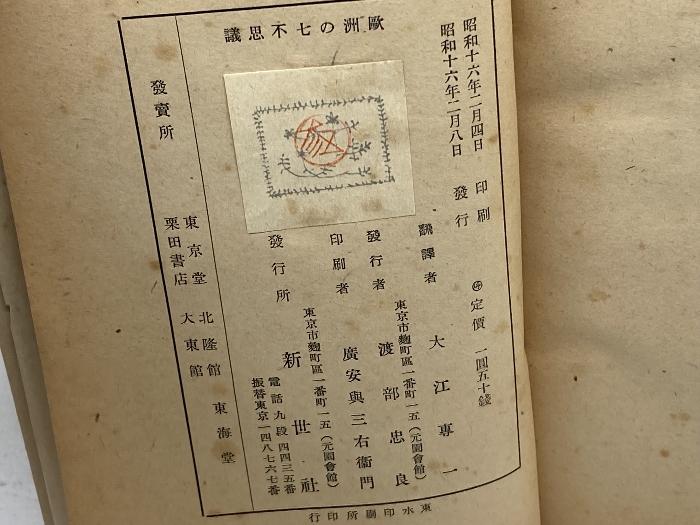 歐洲の七不思議
昭和十六年二月四日 印刷
昭和十六年二月八日 發行
㊞定價 一圓五十錢
飜譯者 大江專一
東京市麴町區一番町一五(元園會館)
發行者 渡部忠良
印刷者 廣安與三右衞門
東京市麴町區一番町一五(元園會館)
發行所 新世社
電話九段四四三五番
振替東京一四八七六七番
發賣所
東京堂 北隆館 東海堂
栗田書店 大東館
東水印刷所印行